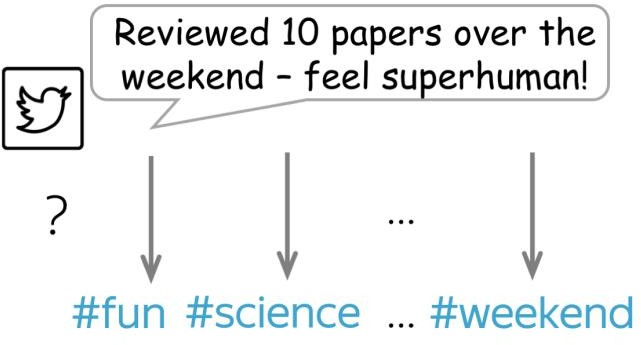 Reviewed 10 papers over the
weekend – feel superhuman!
?
...
#fun #science ... #weekend